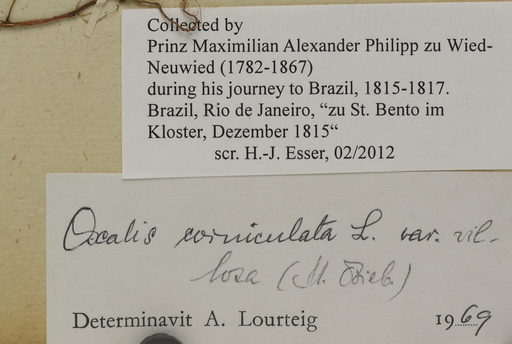 Collected by
Prinz Maximilian Alexander Philipp zu Wied-
Neuwied (1782-1867)
during his journey to Brazil, 1815-1817.
Brazil, Rio de Janeiro, “zu St. Bento im
Kloster, Dezember 1815“
scr. H.-J. Esser, 02/2012
Oxalis corniculata L. var. vil-
losa (M. Bieb.)
Determinavit A. Lourteig 1969